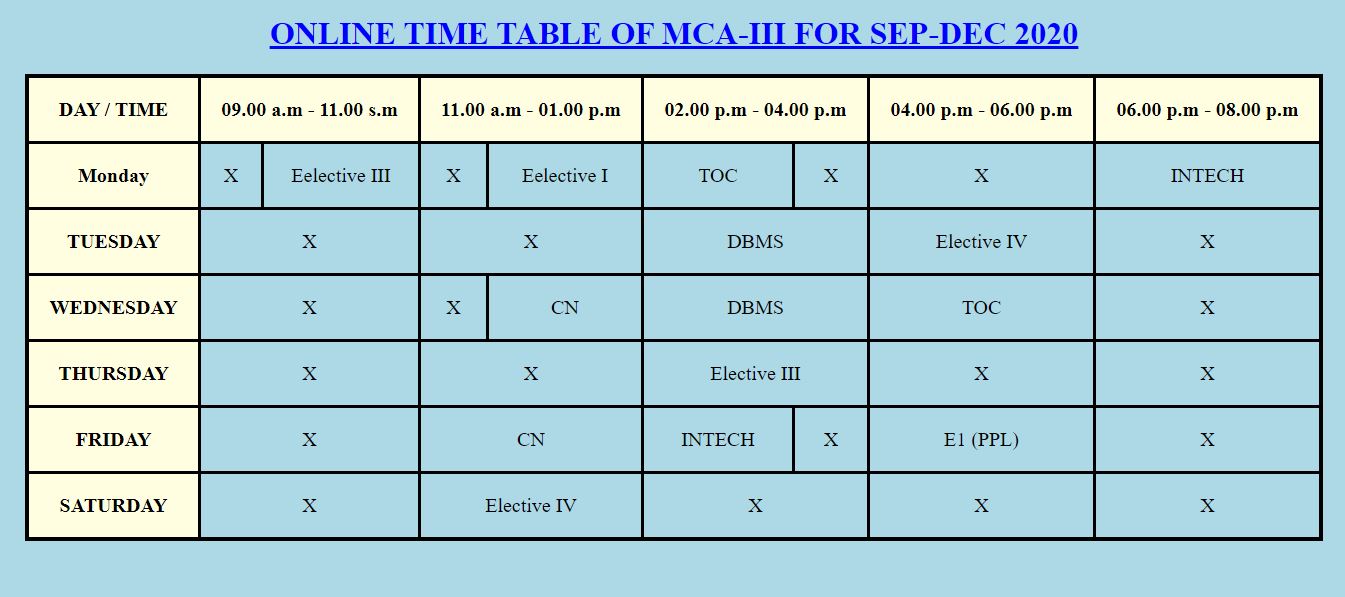 ONLINE TIME TABLE OF MCA-III FOR SEP-DEC 2020
DAY / TIME 09.00 a.m - 11.00 s.m 11.00 a.m - 01.00 p.m 02.00 p.m - 04.00 p.m 04.00 p.m - 06.00 p.m 06.00 p.m - 08.00 p.m
Monday X Eelective III X Eelective I TOC X X INTECH
TUESDAY X X DBMS Elective IV X
WEDNESDAY X X CN DBMS TOC X
THURSDAY X X Elective III X X
FRIDAY X CN INTECH X E1 (PPL) X
SATURDAY X Elective IV X X X